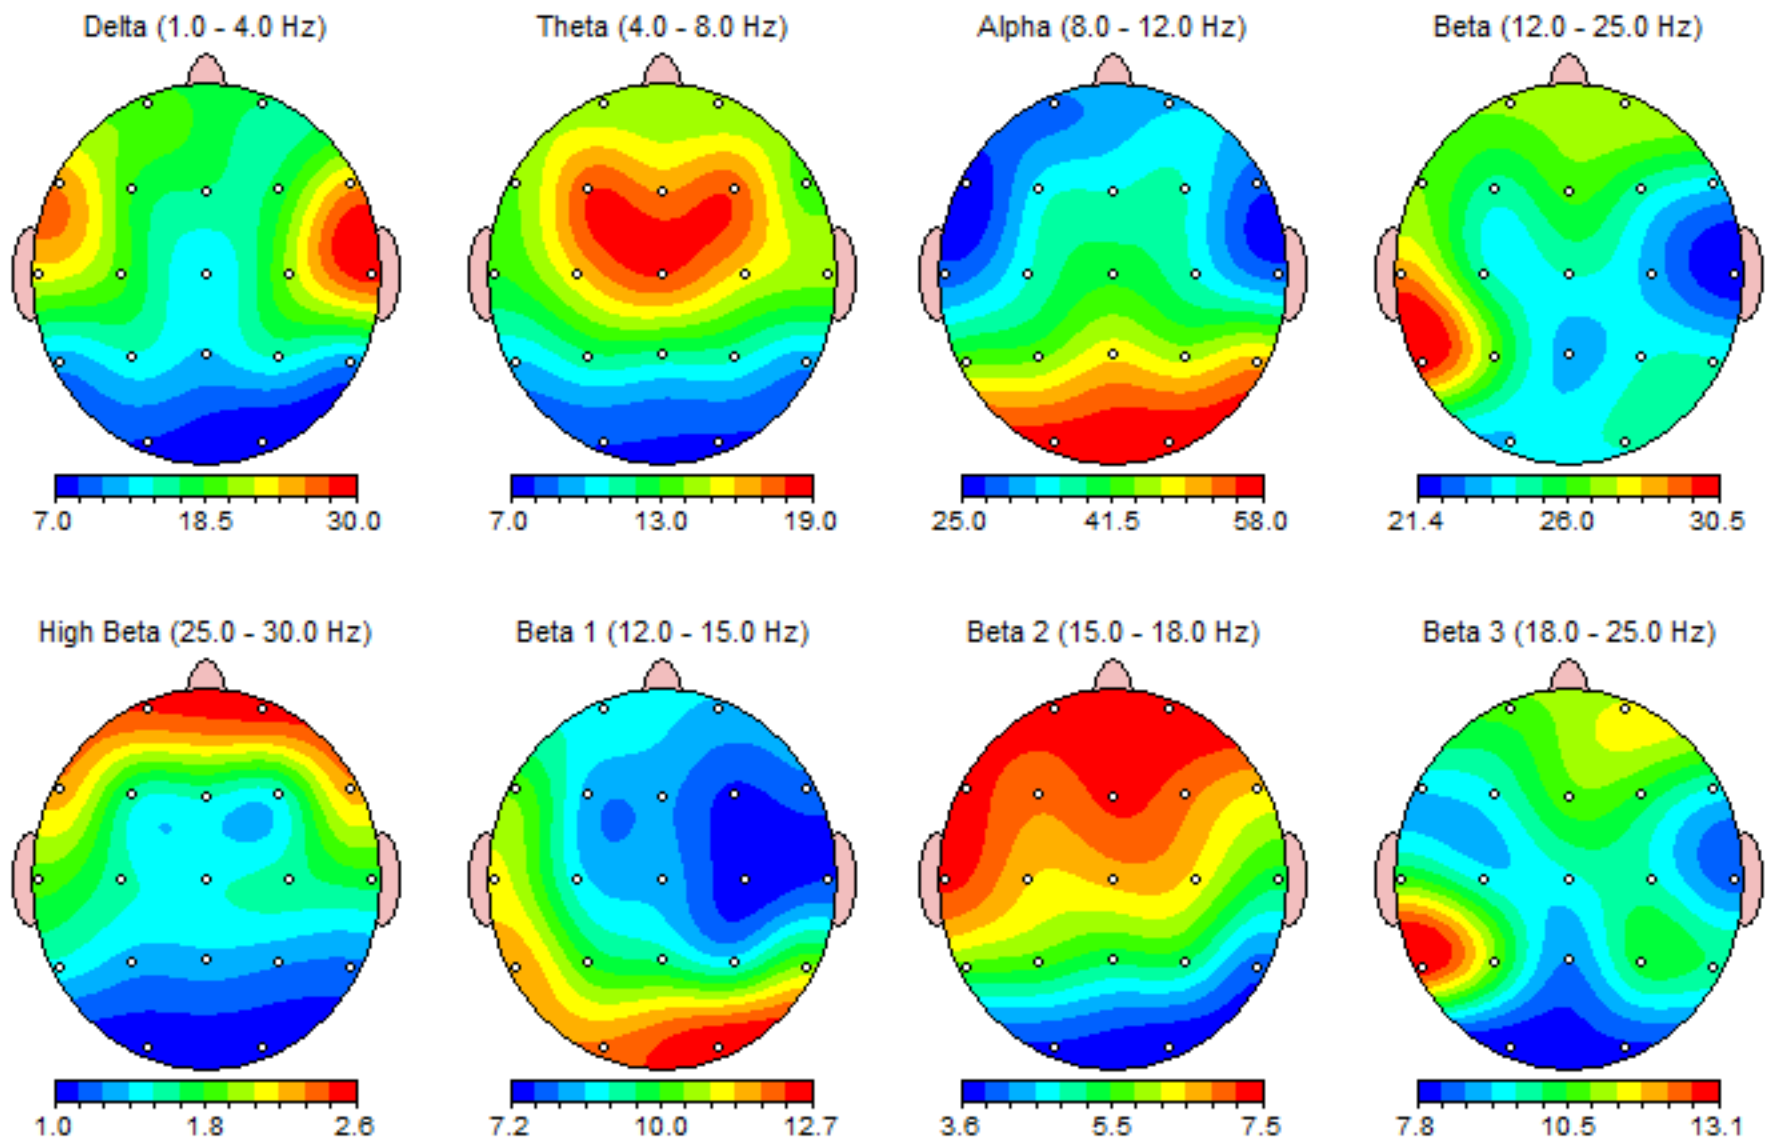 Delta (1.0 - 4.0 Hz)
Theta (4.0 - 8.0 Hz)
Alpha (8.0 - 12.0 Hz)
Beta (12.0 - 25.0 Hz)
7.0 18.5 30.0
7.0 13.0 19.0
25.0 41.5 58.0
21.4 26.0 30.5
High Beta (25.0 - 30.0 Hz)
Beta 1 (12.0 - 15.0 Hz)
Beta 2 (15.0 - 18.0 Hz)
Beta 3 (18.0 - 25.0 Hz)
1.0 1.8 2.6
7.2 10.0 12.7
3.6 5.5 7.5
7.8 10.5 13.1